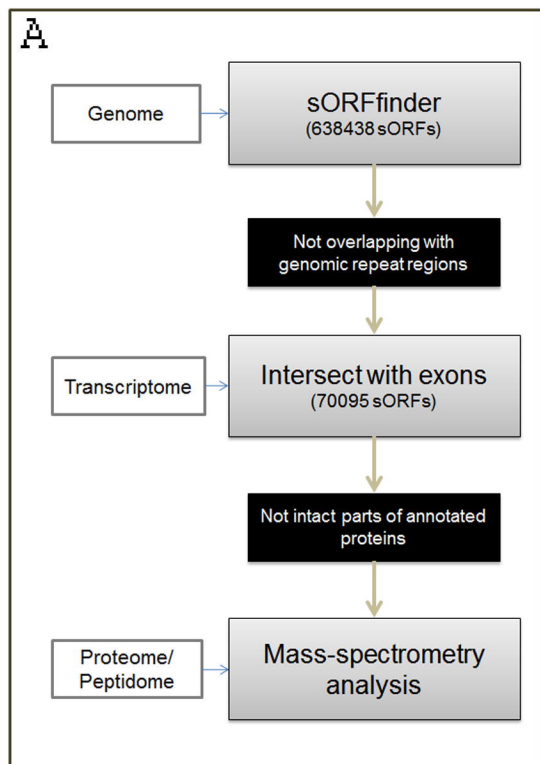 A
Genome
sORFfinder
(638438 sORFs)
Not overlapping with
genomic repeat regions
Transcriptome
Intersect with exons
(70095 sORFs)
Not intact parts of annotated
proteins
Proteome/
Peptidome
Mass-spectrometry
analysis